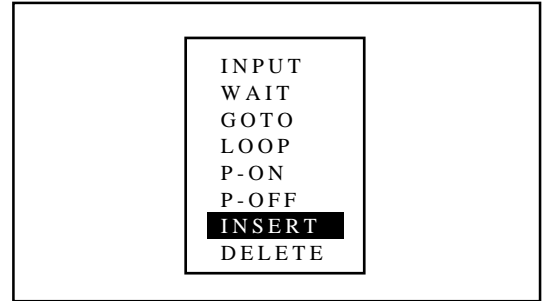 INPUT
WAIT
GOTO
LOOP
P-ON
P-OFF
INSERT
DELETE